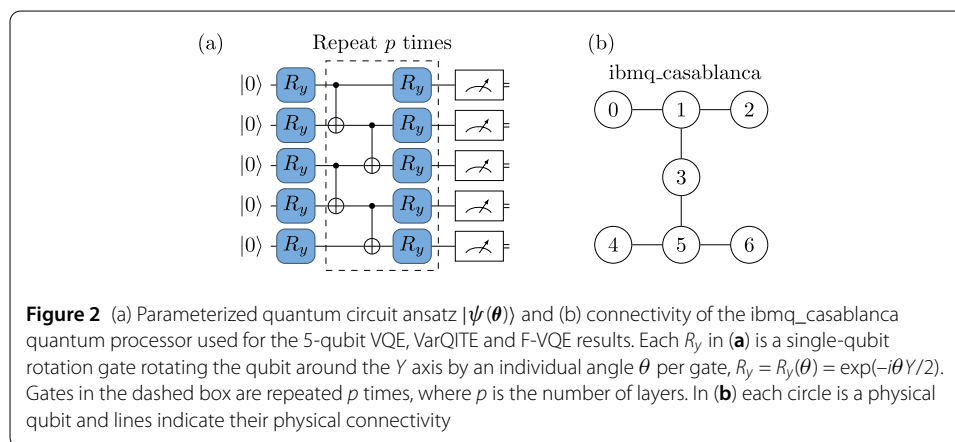 (a)
Repeat p times
|0⟩ R_y R_y
|0⟩ R_y R_y
|0⟩ R_y R_y
|0⟩ R_y R_y
|0⟩ R_y R_y
(b)
ibmq_casablanca
0 1 2
3
4 5 6
Figure 2 (a) Parameterized quantum circuit ansatz |ψ(θ)⟩ and (b) connectivity of the ibmq_casablanca
quantum processor used for the 5-qubit VQE, VarQITE and F-VQE results. Each R_y in (a) is a single-qubit
rotation gate rotating the qubit around the Y axis by an individual angle θ per gate, R_y = R_y(θ) = exp(–iθY/2).
Gates in the dashed box are repeated p times, where p is the number of layers. In (b) each circle is a physical
qubit and lines indicate their physical connectivity